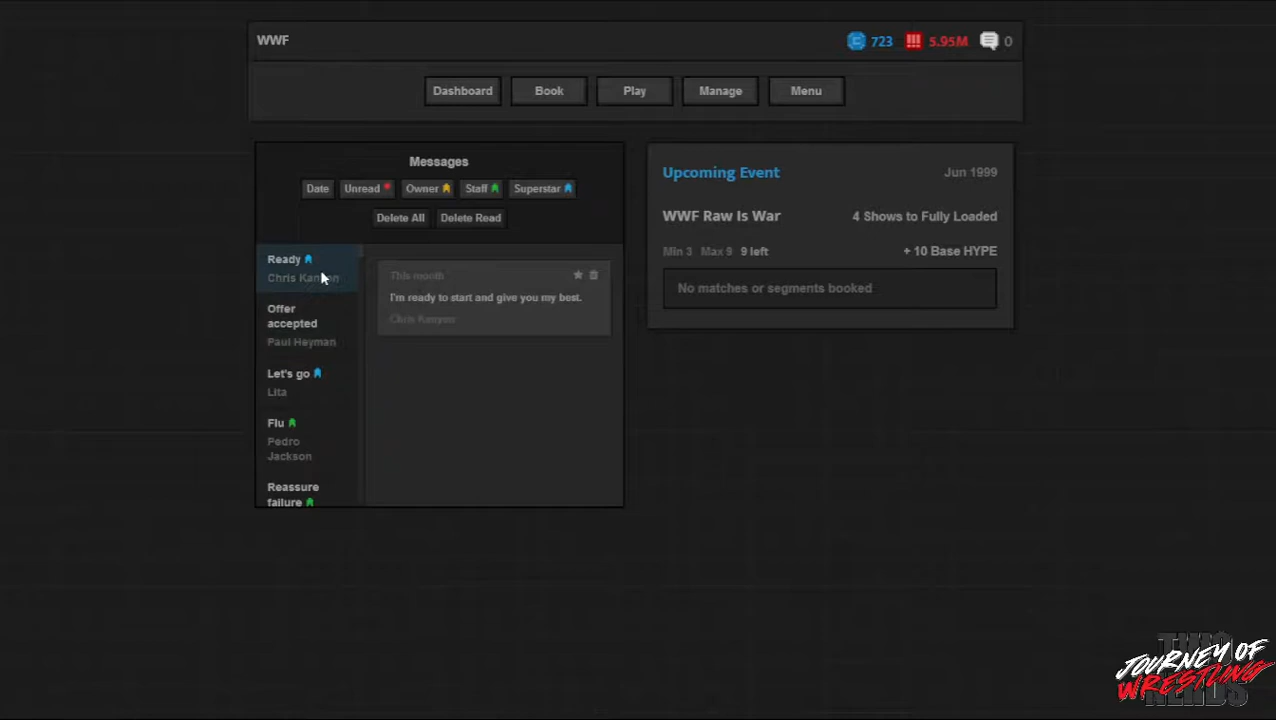 WWF
723
5.95M
0
Dashboard
Book
Play
Manage
Menu
Messages
Date
Unread
Owner
Staff
Superstar
Delete All
Delete Read
Ready
Chris Kanyon
Offer
accepted
Paul Heyman
Let's go
Lita
Flu
Pedro
Jackson
Reassure
failure
This month
I'm ready to start and give you my best.
Chris Kanyon
Upcoming Event
Jun 1999
WWF Raw Is War
4 Shows to Fully Loaded
Min 3 Max 9 9 left
+ 10 Base HYPE
No matches or segments booked
JOURNEY OF
WRESTLING
NERDS